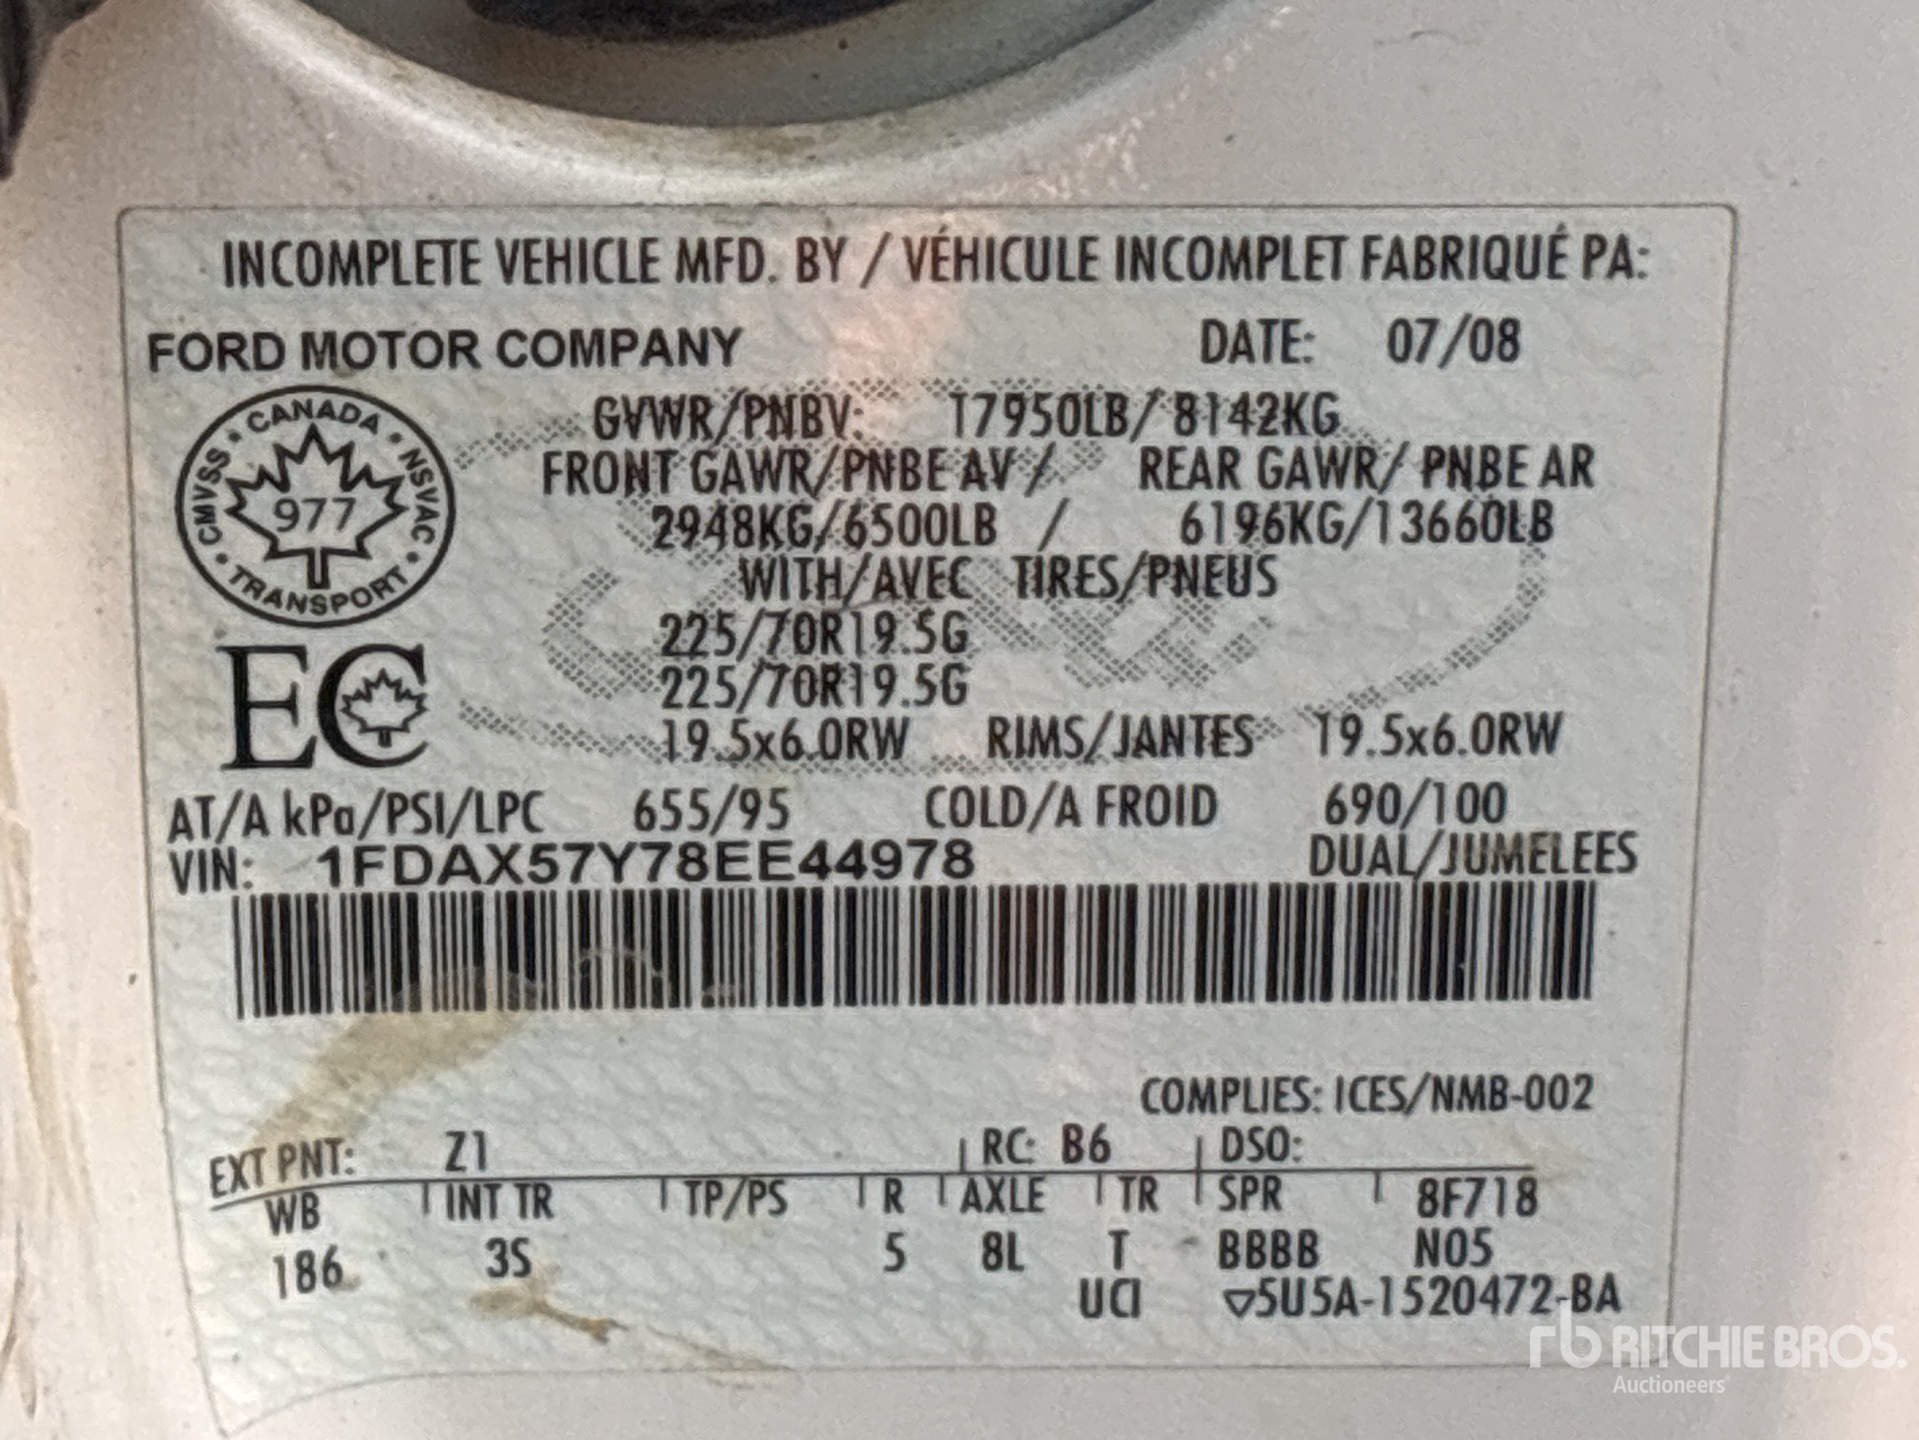 INCOMPLETE VEHICLE MFD. BY / VÉHICULE INCOMPLET FABRIQUÉ PA:
FORD MOTOR COMPANY DATE: 07/08
GVWR/PNBV: 17950LB/ 8142KG
CANADA
CMVSS • NSVAC
977
TRANSPORT
FRONT GAWR/PNBE AV / REAR GAWR/ PNBE AR
2948KG/6500LB / 6196KG/13660LB
WITH/AVEC TIRES/PNEUS
225/70R19.5G
225/70R19.5G
EC
19.5x6.0RW RIMS/JANTES 19.5x6.0RW
AT/A kPa/PSI/LPC 655/95 COLD/A FROID 690/100
VIN: 1FDAX57Y78EE44978 DUAL/JUMELEES
COMPLIES: ICES/NMB-002
EXT PNT: Z1 RC: B6 DSO:
WB INT TR TP/PS R AXLE TR SPR 8F718
186 3S 5 8L T BBBB N05
UCI ▽5U5A-1520472-BA
rb RITCHIE BROS.
Auctioneers